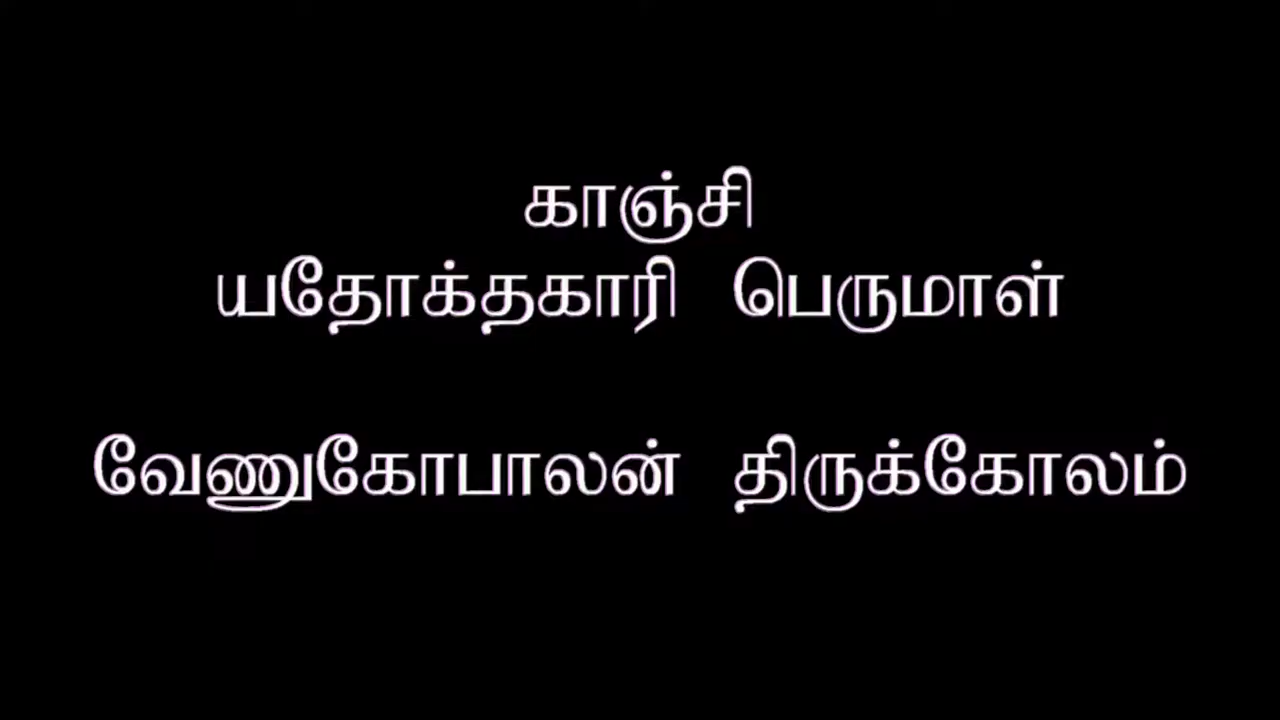 காஞ்சி
யதோக்தகாரி பெருமாள்
வேணுகோபாலன் திருக்கோலம்